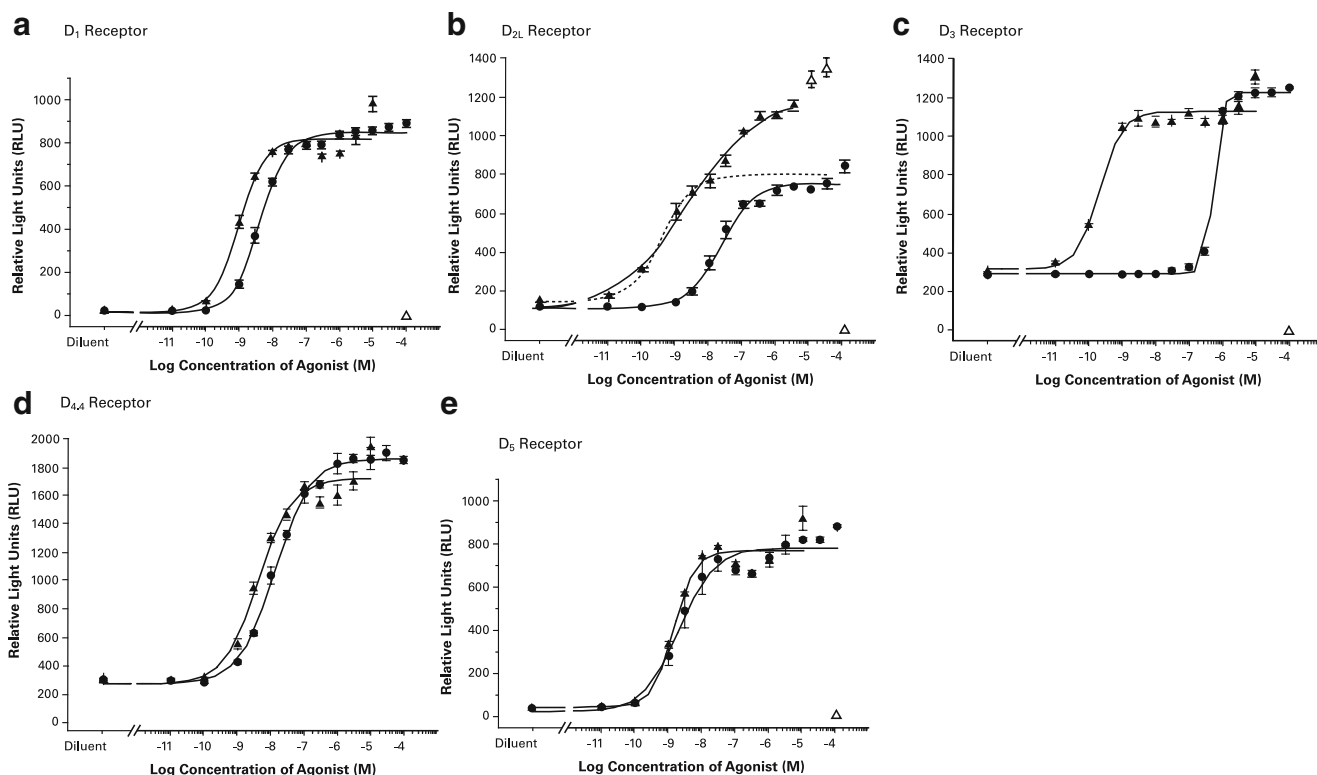 a
D1 Receptor
Relative Light Units (RLU)
1000
800
600
400
200
0
Diluent
-11 -10 -9 -8 -7 -6 -5 -4
Log Concentration of Agonist (M)
b
D2L Receptor
Relative Light Units (RLU)
1400
1200
1000
800
600
400
200
0
Diluent
-11 -10 -9 -8 -7 -6 -5 -4
Log Concentration of Agonist (M)
c
D3 Receptor
Relative Light Units (RLU)
1400
1200
1000
800
600
400
200
0
Diluent
-11 -10 -9 -8 -7 -6 -5 -4
Log Concentration of Agonist (M)
d
D4.4 Receptor
Relative Light Units (RLU)
2000
1800
1600
1400
1200
1000
800
600
400
200
0
Diluent
-11 -10 -9 -8 -7 -6 -5 -4
Log Concentration of Agonist (M)
e
D5 Receptor
Relative Light Units (RLU)
1000
800
600
400
200
0
Diluent
-11 -10 -9 -8 -7 -6 -5 -4
Log Concentration of Agonist (M)